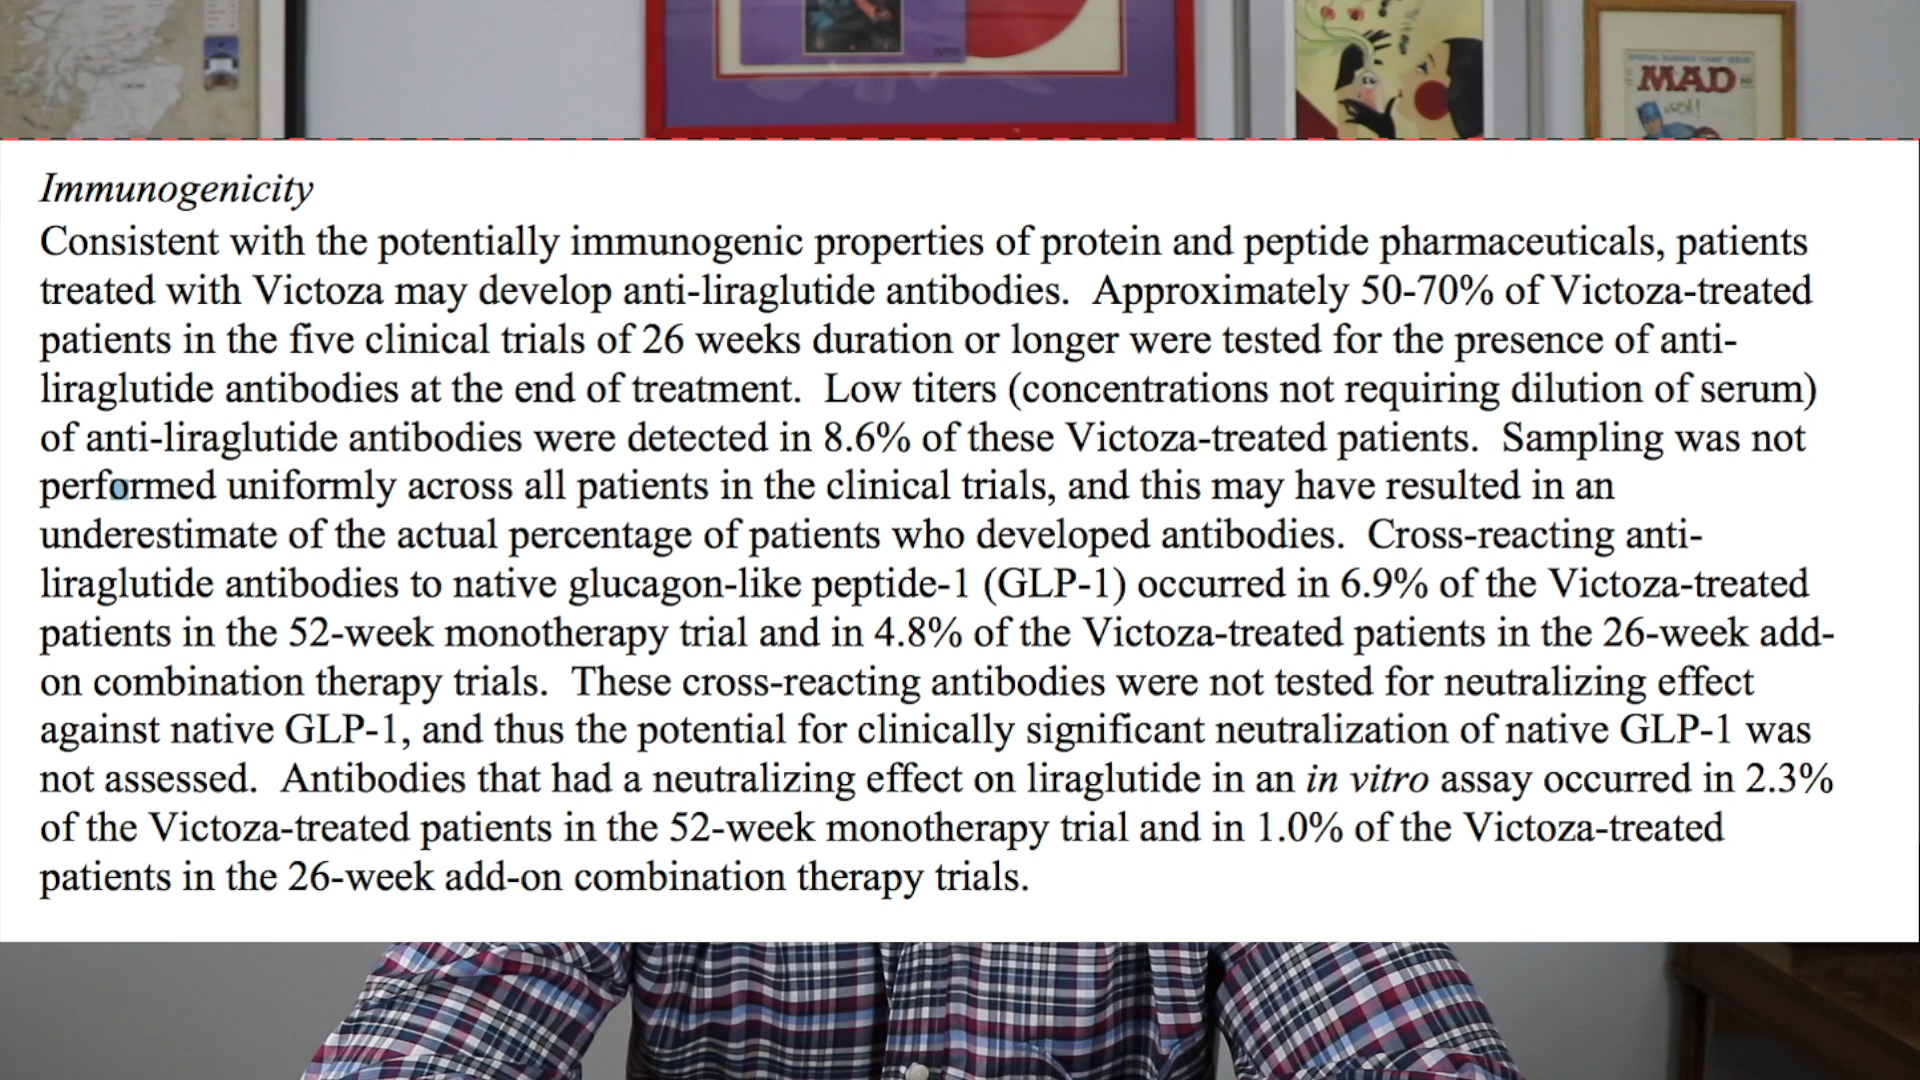 SPECIAL SUMMER "CAMP" ISSUE
MAD
Immunogenicity
Consistent with the potentially immunogenic properties of protein and peptide pharmaceuticals, patients
treated with Victoza may develop anti-liraglutide antibodies.  Approximately 50-70% of Victoza-treated
patients in the five clinical trials of 26 weeks duration or longer were tested for the presence of anti-
liraglutide antibodies at the end of treatment.  Low titers (concentrations not requiring dilution of serum)
of anti-liraglutide antibodies were detected in 8.6% of these Victoza-treated patients.  Sampling was not
performed uniformly across all patients in the clinical trials, and this may have resulted in an
underestimate of the actual percentage of patients who developed antibodies.  Cross-reacting anti-
liraglutide antibodies to native glucagon-like peptide-1 (GLP-1) occurred in 6.9% of the Victoza-treated
patients in the 52-week monotherapy trial and in 4.8% of the Victoza-treated patients in the 26-week add-
on combination therapy trials.  These cross-reacting antibodies were not tested for neutralizing effect
against native GLP-1, and thus the potential for clinically significant neutralization of native GLP-1 was
not assessed.  Antibodies that had a neutralizing effect on liraglutide in an in vitro assay occurred in 2.3%
of the Victoza-treated patients in the 52-week monotherapy trial and in 1.0% of the Victoza-treated
patients in the 26-week add-on combination therapy trials.